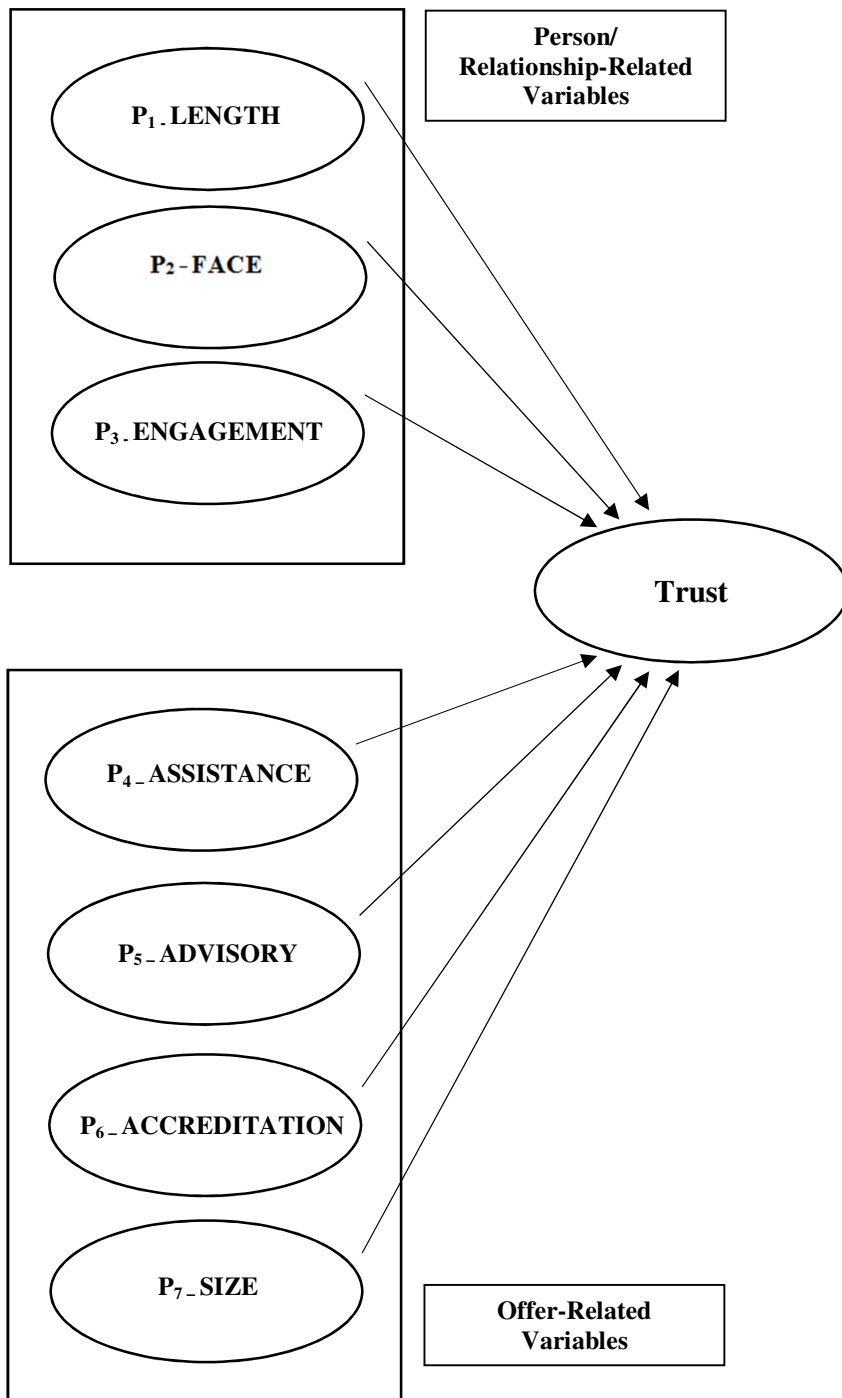 Person/
Relationship-Related
Variables
P₁ - LENGTH
P₂ - FACE
P₃ - ENGAGEMENT
Trust
P₄ – ASSISTANCE
P₅ – ADVISORY
P₆ – ACCREDITATION
P₇ – SIZE
Offer-Related
Variables